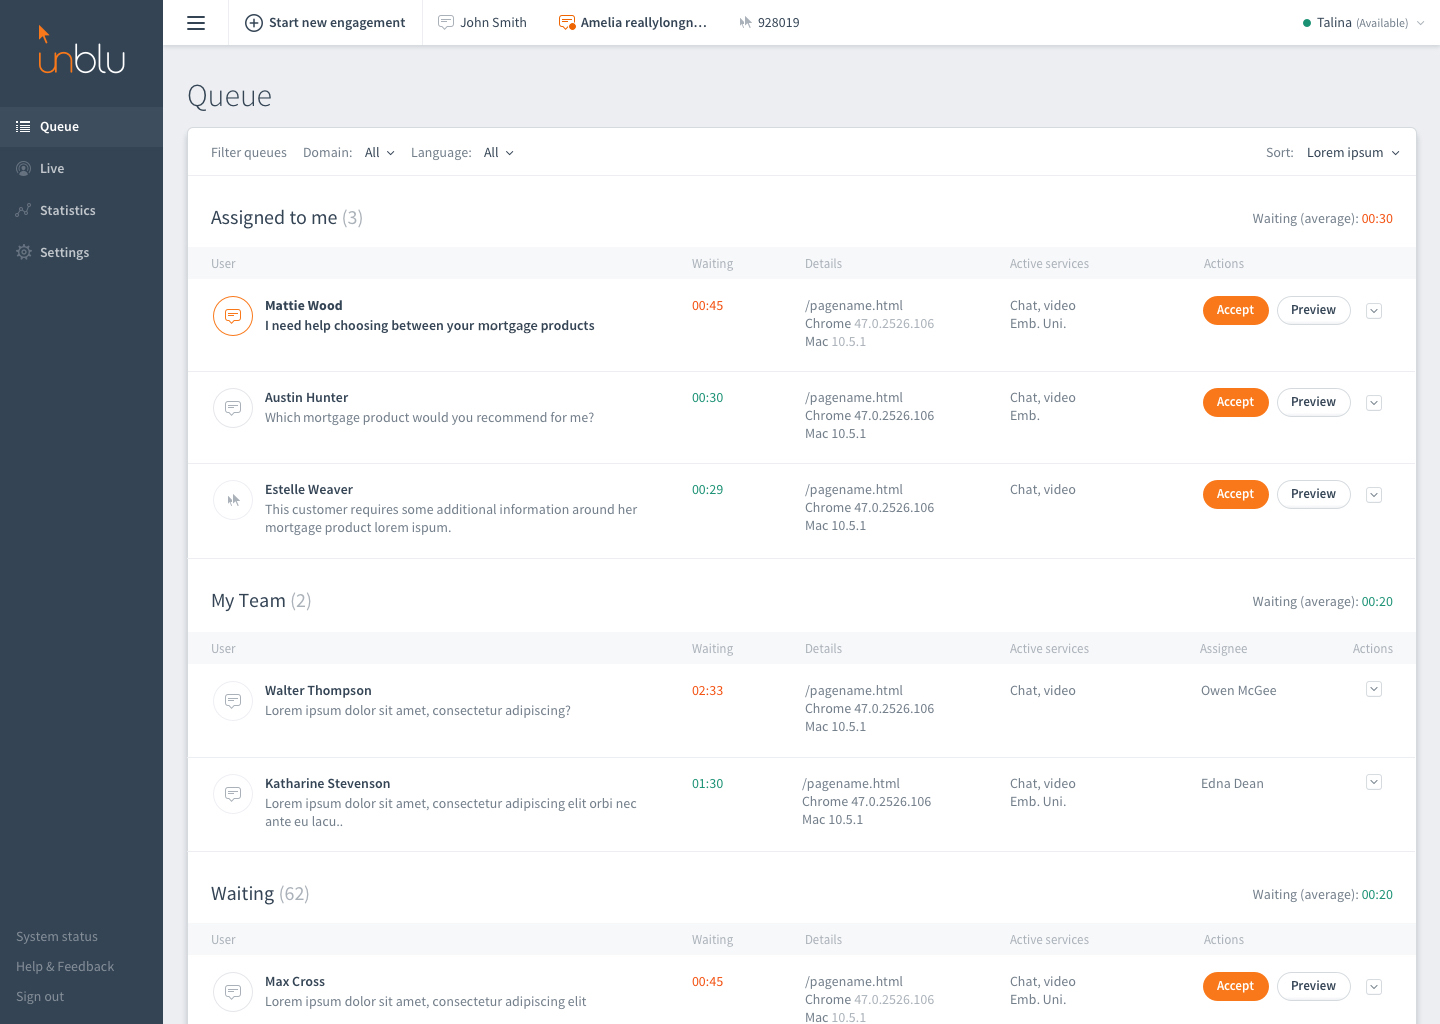 unblu
Queue
Live
Statistics
Settings
System status
Help & Feedback
Sign out
Start new engagement
John Smith
Amelia reallylongn...
928019
Talina (Available)
Queue
Filter queues Domain: All Language: All Sort: Lorem ipsum
Assigned to me (3) Waiting (average): 00:30
User Waiting Details Active services Actions
Mattie Wood 00:45 /pagename.html Chat, video Accept Preview
I need help choosing between your mortgage products Chrome 47.0.2526.106 Emb. Uni.
Mac 10.5.1
Austin Hunter 00:30 /pagename.html Chat, video Accept Preview
Which mortgage product would you recommend for me? Chrome 47.0.2526.106 Emb.
Mac 10.5.1
Estelle Weaver 00:29 /pagename.html Chat, video Accept Preview
This customer requires some additional information around her Chrome 47.0.2526.106
mortgage product lorem ispum. Mac 10.5.1
My Team (2) Waiting (average): 00:20
User Waiting Details Active services Assignee Actions
Walter Thompson 02:33 /pagename.html Chat, video Owen McGee
Lorem ipsum dolor sit amet, consectetur adipiscing? Chrome 47.0.2526.106
Mac 10.5.1
Katharine Stevenson 01:30 /pagename.html Chat, video Edna Dean
Lorem ipsum dolor sit amet, consectetur adipiscing elit orbi nec Chrome 47.0.2526.106 Emb. Uni.
ante eu lacu.. Mac 10.5.1
Waiting (62) Waiting (average): 00:20
User Waiting Details Active services Actions
Max Cross 00:45 /pagename.html Chat, video Accept Preview
Lorem ipsum dolor sit amet, consectetur adipiscing elit Chrome 47.0.2526.106 Emb. Uni.
Mac 10.5.1